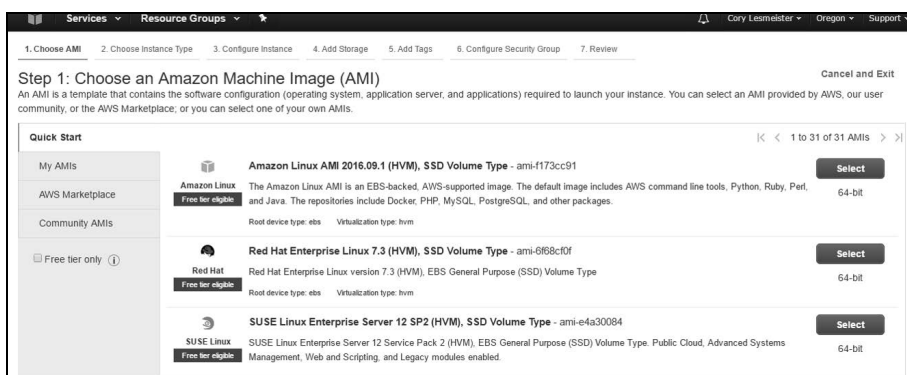 Services Resource Groups Cory Lesmeister Oregon Support
1. Choose AMI 2. Choose Instance Type 3. Configure Instance 4. Add Storage 5. Add Tags 6. Configure Security Group 7. Review
Step 1: Choose an Amazon Machine Image (AMI)
Cancel and Exit
An AMI is a template that contains the software configuration (operating system, application server, and applications) required to launch your instance. You can select an AMI provided by AWS, our user
community, or the AWS Marketplace; or you can select one of your own AMIs.
Quick Start
1 to 31 of 31 AMIs
My AMIs
AWS Marketplace
Community AMIs
Free tier only
Amazon Linux
Free tier eligible
Amazon Linux AMI 2016.09.1 (HVM), SSD Volume Type - ami-f173cc91
The Amazon Linux AMI is an EBS-backed, AWS-supported image. The default image includes AWS command line tools, Python, Ruby, Perl,
and Java. The repositories include Docker, PHP, MySQL, PostgreSQL, and other packages.
Root device type: ebs Virtualization type: hvm
Select
64-bit
Red Hat
Free tier eligible
Red Hat Enterprise Linux 7.3 (HVM), SSD Volume Type - ami-6f68cf0f
Red Hat Enterprise Linux version 7.3 (HVM), EBS General Purpose (SSD) Volume Type
Root device type: ebs Virtualization type: hvm
Select
64-bit
SUSE Linux
Free tier eligible
SUSE Linux Enterprise Server 12 SP2 (HVM), SSD Volume Type - ami-e4a30084
SUSE Linux Enterprise Server 12 Service Pack 2 (HVM), EBS General Purpose (SSD) Volume Type. Public Cloud, Advanced Systems
Management, Web and Scripting, and Legacy modules enabled.
Select
64-bit